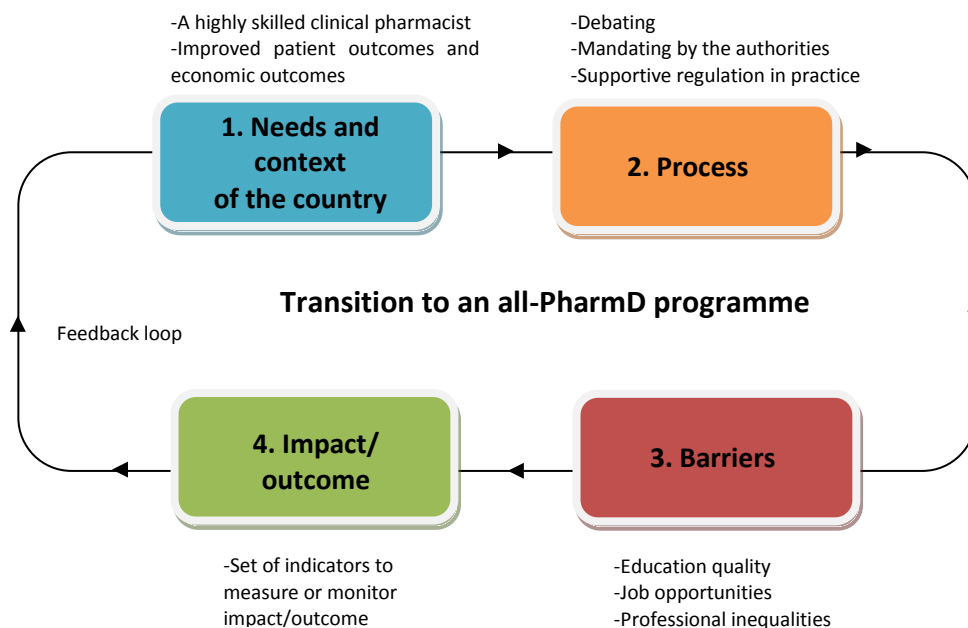 -A highly skilled clinical pharmacist
-Improved patient outcomes and
economic outcomes
-Debating
-Mandating by the authorities
-Supportive regulation in practice
1. Needs and
context
of the country
2. Process
Transition to an all-PharmD programme
Feedback loop
4. Impact/
outcome
3. Barriers
-Set of indicators to
measure or monitor
impact/outcome
-Education quality
-Job opportunities
-Professional inequalities